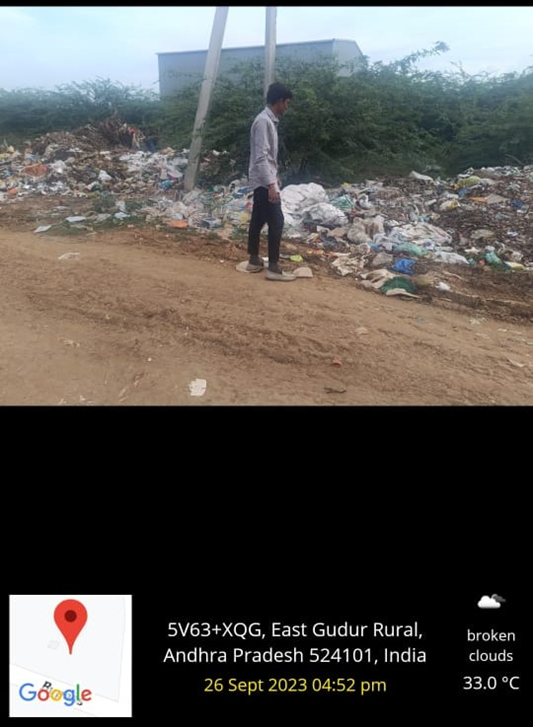 5V63+XQG, East Gudur Rural,
Andhra Pradesh 524101, India
26 Sept 2023 04:52 pm
broken
clouds
33.0 °C
Google